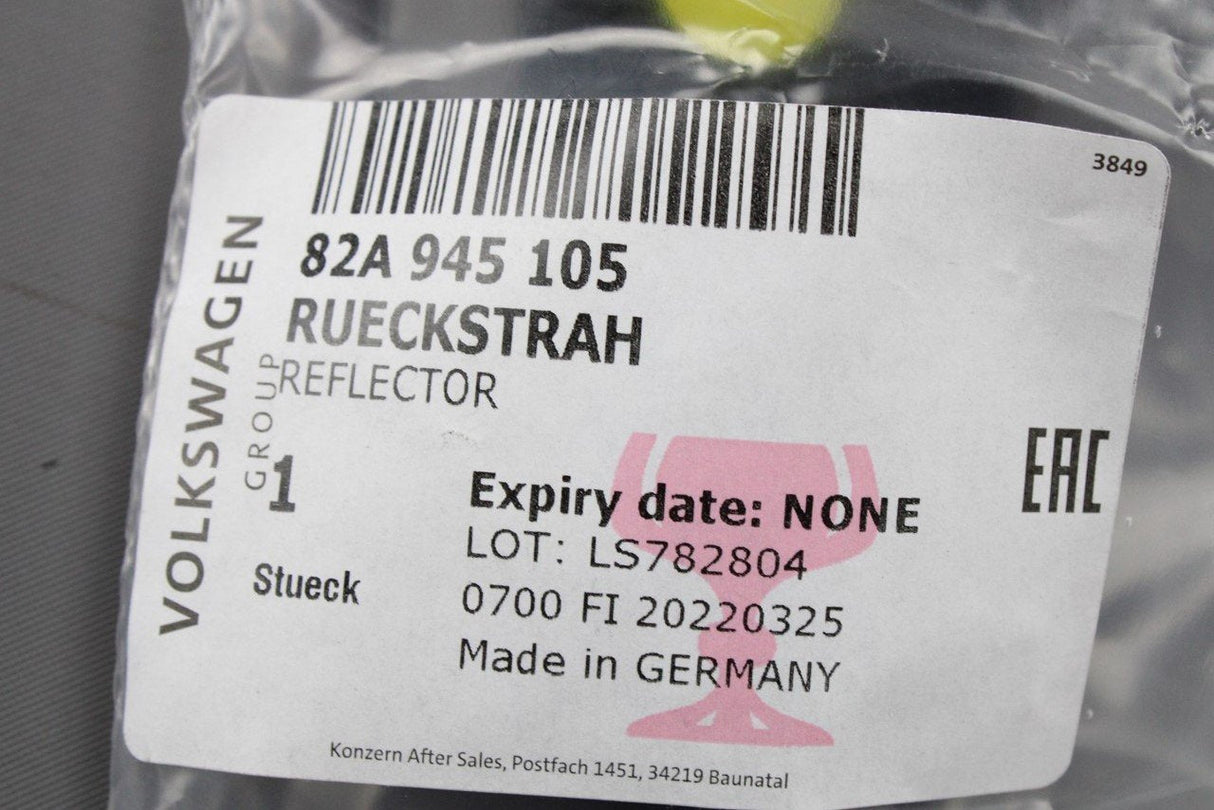 3849
82A 945 105
RUECKSTRAH
REFLECTOR
VOLKSWAGEN
GROUP
1
Stueck
EAC
Expiry date: NONE
LOT: LS782804
0700 FI 20220325
Made in GERMANY
Konzern After Sales, Postfach 1451, 34219 Baunatal